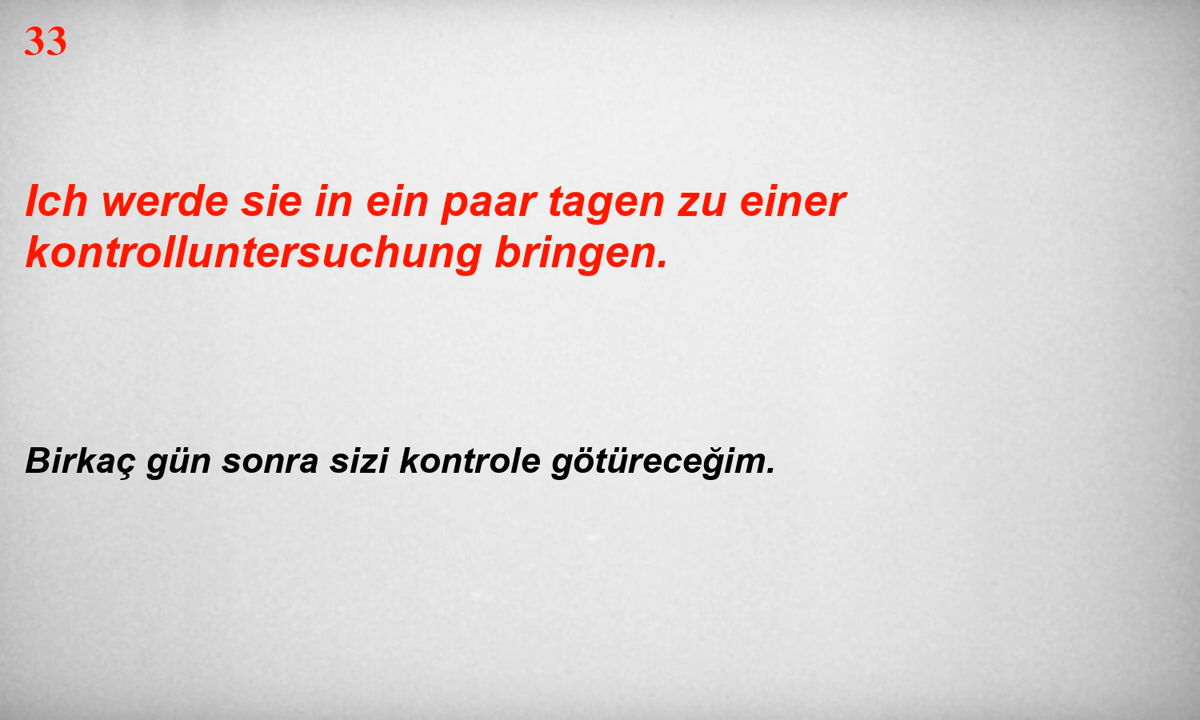 33
Ich werde sie in ein paar tagen zu einer
kontrolluntersuchung bringen.
Birkaç gün sonra sizi kontrole götüreceğim.